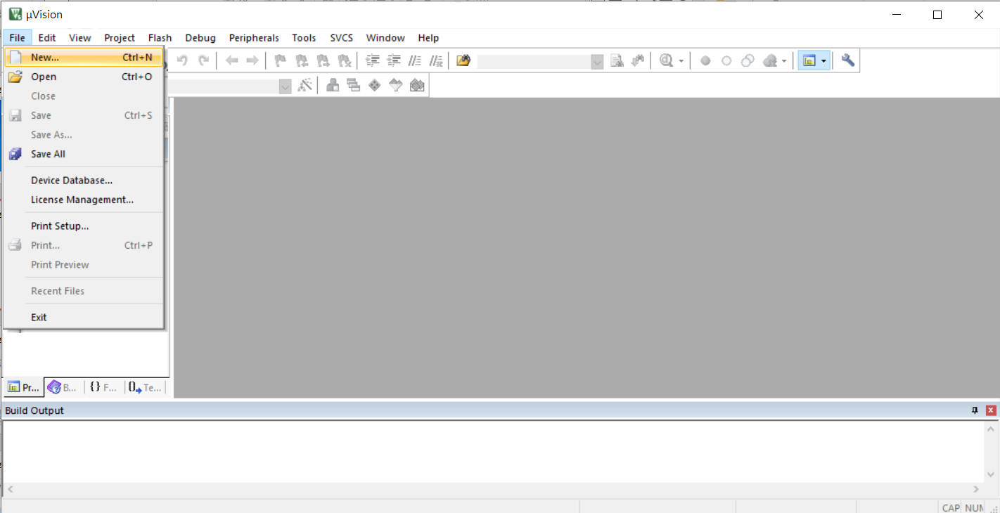 µVision
File Edit View Project Flash Debug Peripherals Tools SVCS Window Help
New... Ctrl+N
Open Ctrl+O
Close
Save Ctrl+S
Save As...
Save All
Device Database...
License Management...
Print Setup...
Print... Ctrl+P
Print Preview
Recent Files
Exit
Pr... B... {} F... Te...
Build Output
CAP NUM